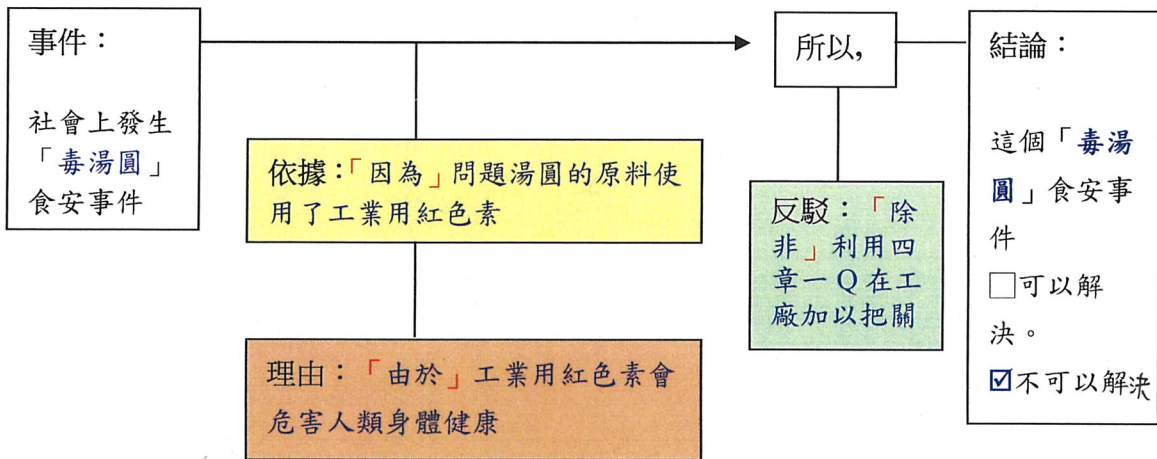 事件：
社會上發生
「毒湯圓」
食安事件
依據：「因為」問題湯圓的原料使
用了工業用紅色素
理由：「由於」工業用紅色素會
危害人類身體健康
所以,
反駁：「除
非」利用四
章一Q在工
廠加以把關
結論：
這個「毒湯
圓」食安事
件
□可以解
決。
☑不可以解決